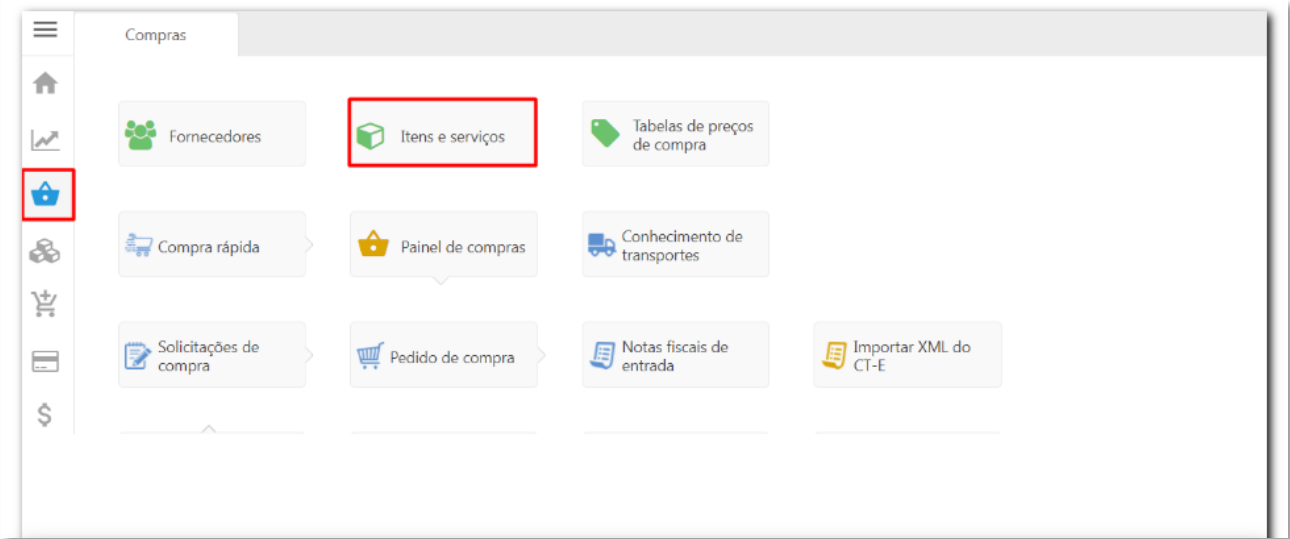 Compras
Fornecedores
Itens e serviços
Tabelas de preços
de compra
Compra rápida
Painel de compras
Conhecimento de
transportes
Solicitações de
compra
Pedido de compra
Notas fiscais de
entrada
Importar XML do
CT-E